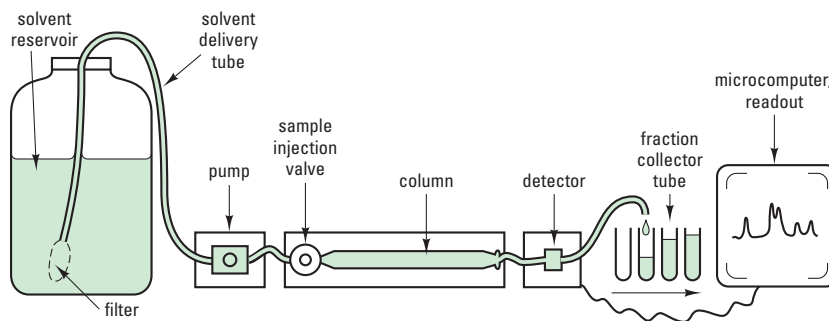 solvent
reservoir
solvent
delivery
tube
microcomputer,
readout
sample
injection
valve
fraction
collector
tube
pump
column
detector
filter